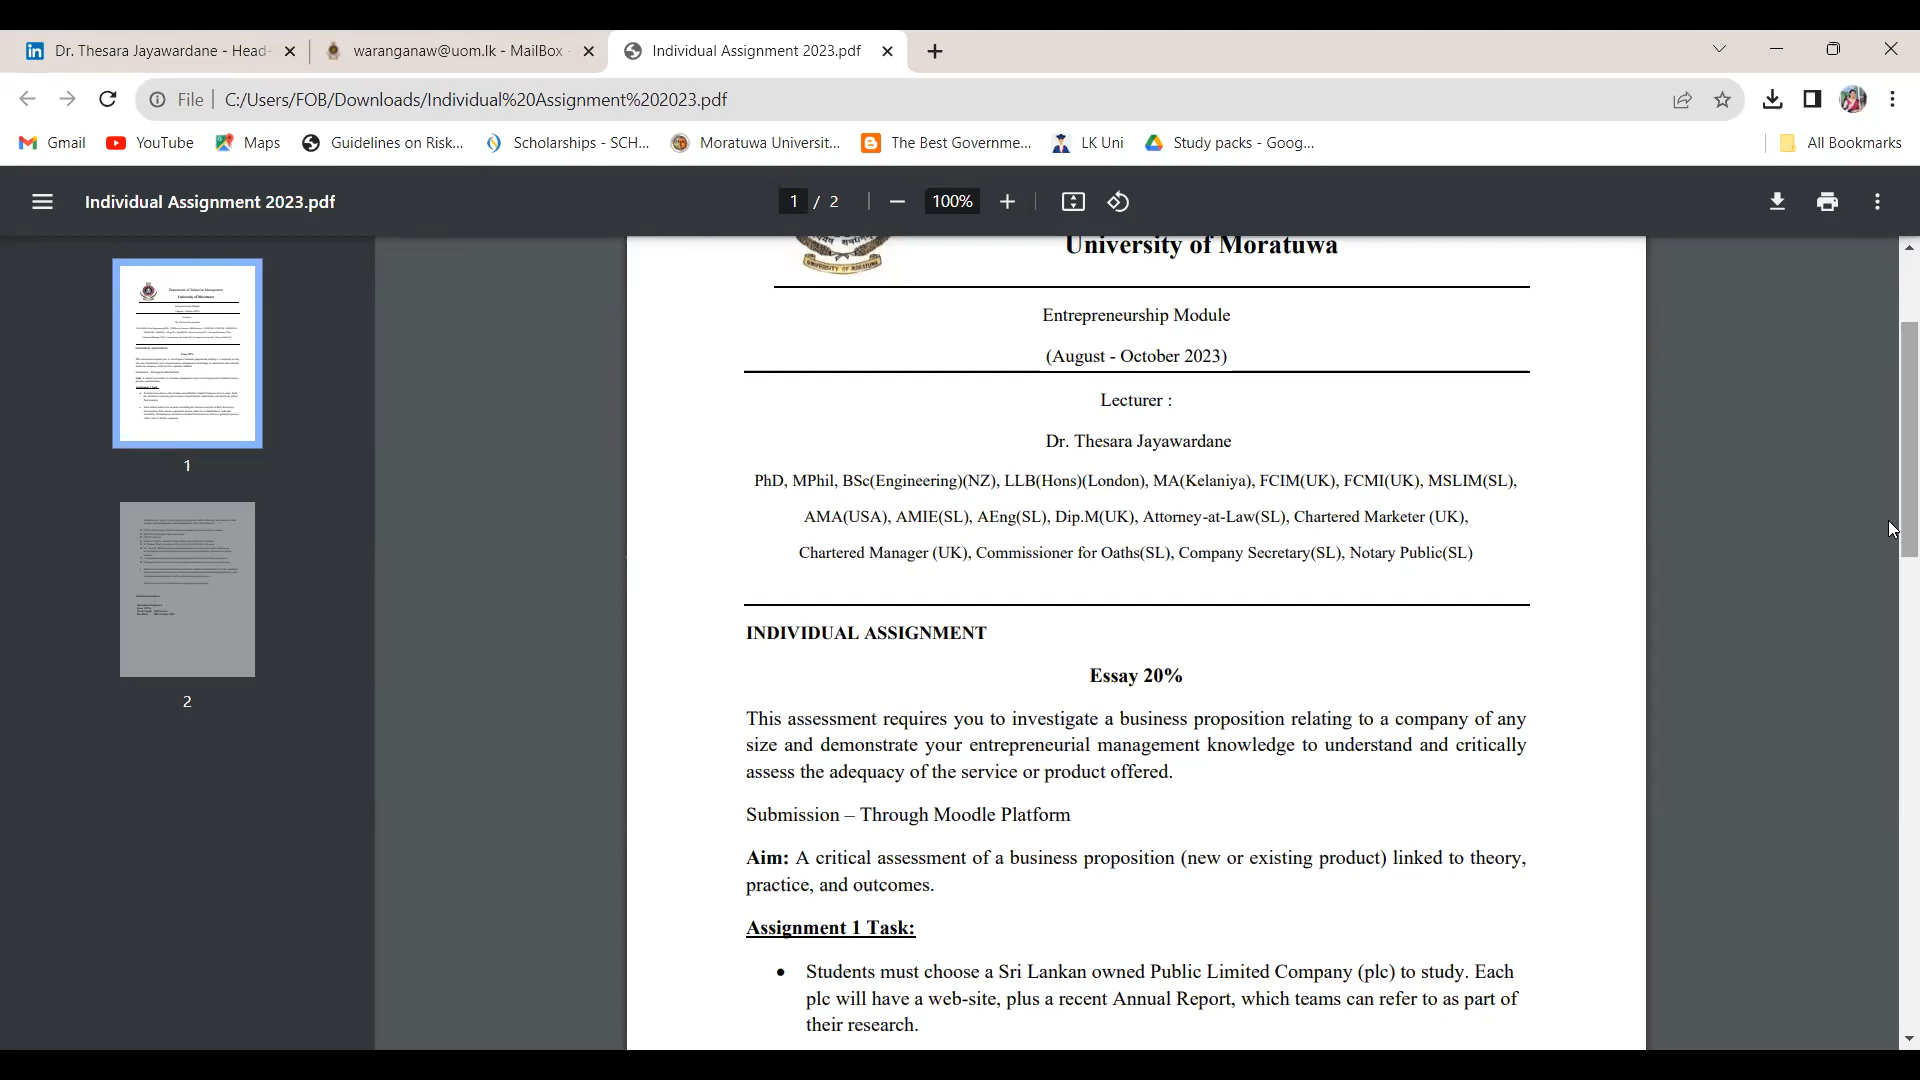 Dr. Thesara Jayawardane - Head-
waranganaw@uom.lk - MailBox -
Individual Assignment 2023.pdf
File
C:/Users/FOB/Downloads/Individual%20Assignment%202023.pdf
Gmail
YouTube
Maps
Guidelines on Risk...
Scholarships - SCH...
Moratuwa Universit...
The Best Governme...
LK Uni
Study packs - Goog...
All Bookmarks
Individual Assignment 2023.pdf
1 / 2
100%
1
2
UNIVERSITY OF MORATUWA
University of Moratuwa
Entrepreneurship Module
(August - October 2023)
Lecturer :
Dr. Thesara Jayawardane
PhD, MPhil, BSc(Engineering)(NZ), LLB(Hons)(London), MA(Kelaniya), FCIM(UK), FCMI(UK), MSLIM(SL),
AMA(USA), AMIE(SL), AEng(SL), Dip.M(UK), Attorney-at-Law(SL), Chartered Marketer (UK),
Chartered Manager (UK), Commissioner for Oaths(SL), Company Secretary(SL), Notary Public(SL)
INDIVIDUAL ASSIGNMENT
Essay 20%
This assessment requires you to investigate a business proposition relating to a company of any
size and demonstrate your entrepreneurial management knowledge to understand and critically
assess the adequacy of the service or product offered.
Submission – Through Moodle Platform
Aim: A critical assessment of a business proposition (new or existing product) linked to theory,
practice, and outcomes.
Assignment 1 Task:
• Students must choose a Sri Lankan owned Public Limited Company (plc) to study. Each
plc will have a web-site, plus a recent Annual Report, which teams can refer to as part of
their research.